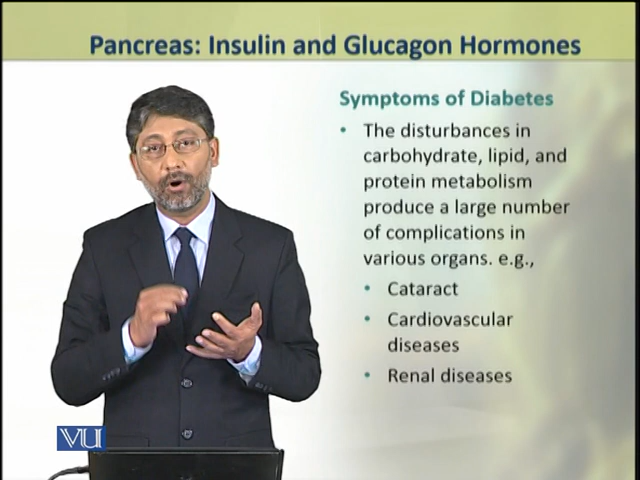 Pancreas: Insulin and Glucagon Hormones
Symptoms of Diabetes
• The disturbances in
carbohydrate, lipid, and
protein metabolism
produce a large number
of complications in
various organs. e.g.,
• Cataract
• Cardiovascular
diseases
• Renal diseases
VU